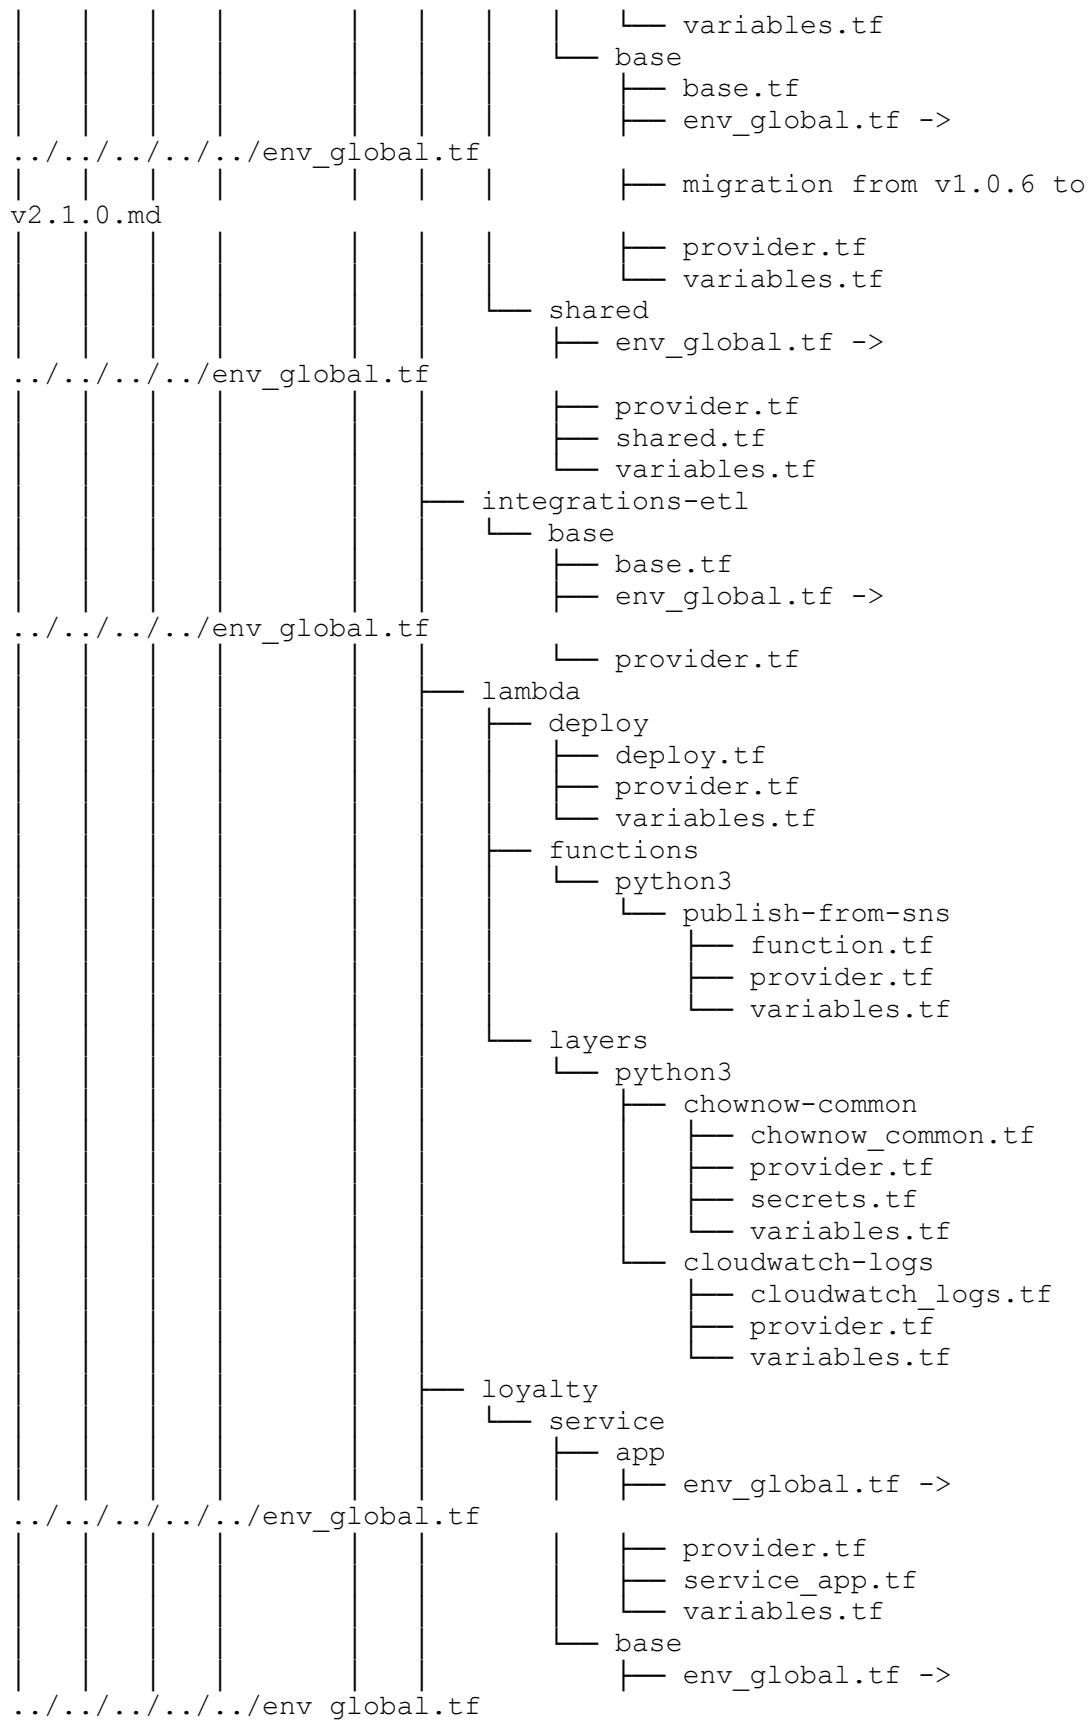 │   │   │   │       │   │   │   │   └── variables.tf
│   │   │   │       │   │   │   └── base
│   │   │   │       │   │   │       ├── base.tf
│   │   │   │       │   │   │       ├── env_global.tf ->
../../../../../env_global.tf
│   │   │   │       │   │   │       ├── migration from v1.0.6 to
v2.1.0.md
│   │   │   │       │   │   │       ├── provider.tf
│   │   │   │       │   │   │       └── variables.tf
│   │   │   │       │   │   └── shared
│   │   │   │       │   │       ├── env_global.tf ->
../../../../env_global.tf
│   │   │   │       │   │       ├── provider.tf
│   │   │   │       │   │       ├── shared.tf
│   │   │   │       │   │       └── variables.tf
│   │   │   │       │   ├── integrations-etl
│   │   │   │       │   │   └── base
│   │   │   │       │   │       ├── base.tf
│   │   │   │       │   │       ├── env_global.tf ->
../../../../env_global.tf
│   │   │   │       │   │       └── provider.tf
│   │   │   │       │   ├── lambda
│   │   │   │       │   │   ├── deploy
│   │   │   │       │   │   │   ├── deploy.tf
│   │   │   │       │   │   │   ├── provider.tf
│   │   │   │       │   │   │   └── variables.tf
│   │   │   │       │   │   ├── functions
│   │   │   │       │   │   │   └── python3
│   │   │   │       │   │   │       └── publish-from-sns
│   │   │   │       │   │   │           ├── function.tf
│   │   │   │       │   │   │           ├── provider.tf
│   │   │   │       │   │   │           └── variables.tf
│   │   │   │       │   │   └── layers
│   │   │   │       │   │       └── python3
│   │   │   │       │   │           ├── chownow-common
│   │   │   │       │   │           │   ├── chownow_common.tf
│   │   │   │       │   │           │   ├── provider.tf
│   │   │   │       │   │           │   ├── secrets.tf
│   │   │   │       │   │           │   └── variables.tf
│   │   │   │       │   │           └── cloudwatch-logs
│   │   │   │       │   │               ├── cloudwatch_logs.tf
│   │   │   │       │   │               ├── provider.tf
│   │   │   │       │   │               └── variables.tf
│   │   │   │       │   ├── loyalty
│   │   │   │       │   │   └── service
│   │   │   │       │   │       ├── app
│   │   │   │       │   │       │   ├── env_global.tf ->
../../../../../env_global.tf
│   │   │   │       │   │       │   ├── provider.tf
│   │   │   │       │   │       │   ├── service_app.tf
│   │   │   │       │   │       │   └── variables.tf
│   │   │   │       │   │       └── base
│   │   │   │       │   │           ├── env_global.tf ->
../../../../../env_global.tf